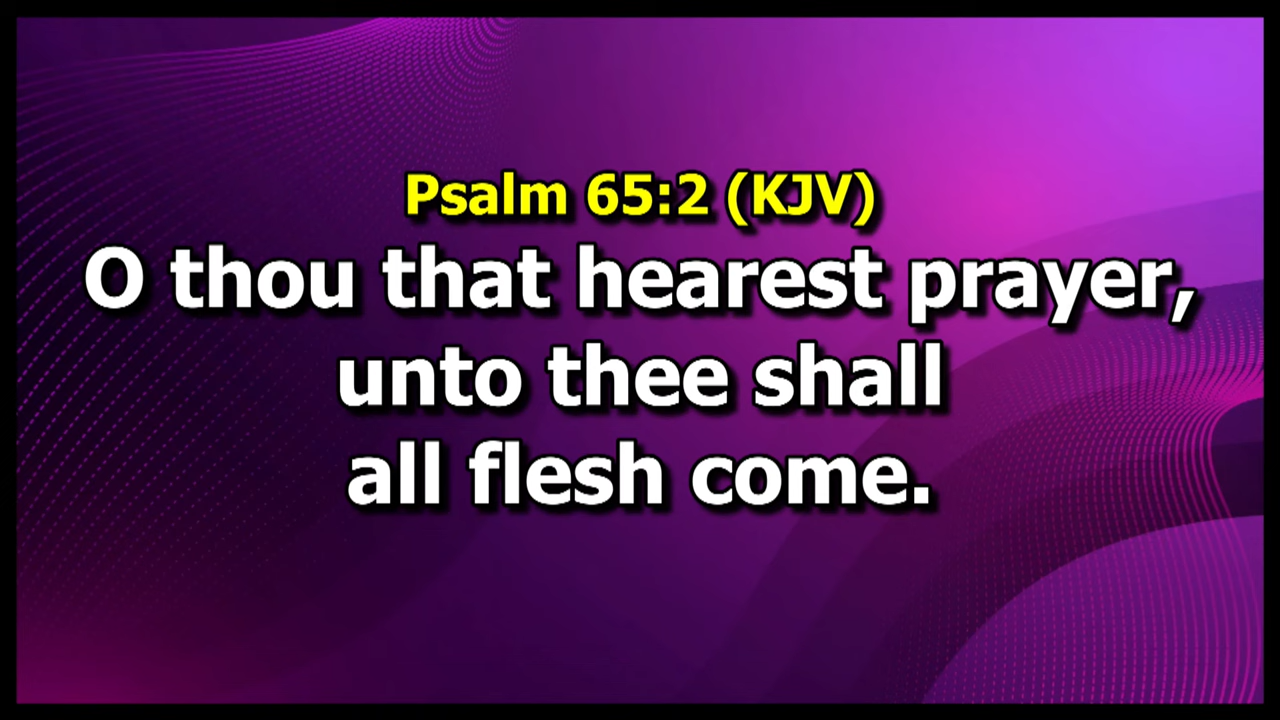 Psalm 65:2 (KJV)
O thou that hearest prayer,
unto thee shall
all flesh come.